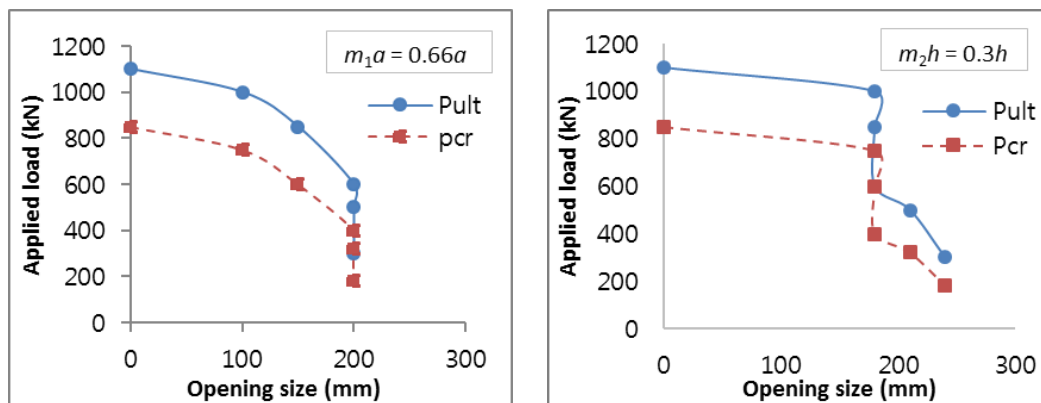 m₁a = 0.66a
1200
1000
800
600
400
200
0
Applied load (kN)
Pult
pcr
0 100 200 300
Opening size (mm)
m₂h = 0.3h
1200
1000
800
600
400
200
0
Applied load (kN)
Pult
Pcr
0 100 200 300
Opening size (mm)